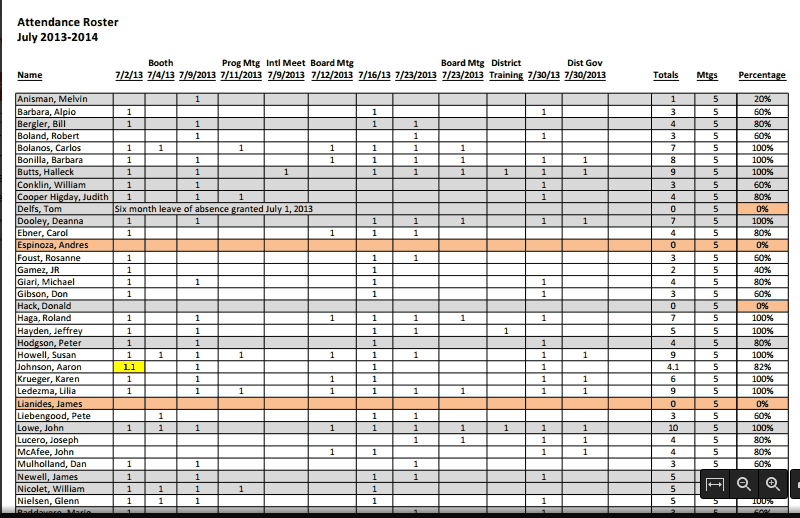 Attendance Roster
July 2013-2014
Booth Prog Mtg Intl Meet Board Mtg Board Mtg District Dist Gov
Name 7/2/13 7/4/13 7/9/2013 7/11/2013 7/9/2013 7/12/2013 7/16/13 7/23/2013 7/23/2013 Training 7/30/13 7/30/2013 Totals Mtgs Percentage
Anisman, Melvin 1 1 5 20%
Barbara, Alpio 1 1 1 3 5 60%
Bergler, Bill 1 1 1 1 4 5 80%
Boland, Robert 1 1 1 3 5 60%
Bolanos, Carlos 1 1 1 1 1 1 1 7 5 100%
Bonilla, Barbara 1 1 1 1 1 1 1 1 8 5 100%
Butts, Halleck 1 1 1 1 1 1 1 1 1 9 5 100%
Conklin, William 1 1 1 3 5 60%
Cooper Higday, Judith 1 1 1 1 4 5 80%
Delfs, Tom Six month leave of absence granted July 1, 2013 0 5 0%
Dooley, Deanna 1 1 1 1 1 1 1 7 5 100%
Ebner, Carol 1 1 1 1 4 5 80%
Espinoza, Andres 0 5 0%
Foust, Rosanne 1 1 1 3 5 60%
Gamez, JR 1 1 2 5 40%
Giari, Michael 1 1 1 1 4 5 80%
Gibson, Don 1 1 1 3 5 60%
Hack, Donald 0 5 0%
Haga, Roland 1 1 1 1 1 1 1 7 5 100%
Hayden, Jeffrey 1 1 1 1 1 5 5 100%
Hodgson, Peter 1 1 1 1 4 5 80%
Howell, Susan 1 1 1 1 1 1 1 1 1 9 5 100%
Johnson, Aaron 1.1 1 1 1 4.1 5 82%
Krueger, Karen 1 1 1 1 1 1 6 5 100%
Ledezma, Lilia 1 1 1 1 1 1 1 1 1 9 5 100%
Lianides, James 0 5 0%
Liebengood, Pete 1 1 1 3 5 60%
Lowe, John 1 1 1 1 1 1 1 1 1 1 10 5 100%
Lucero, Joseph 1 1 1 1 4 5 80%
McAfee, John 1 1 1 1 4 5 80%
Mulholland, Dan 1 1 1 3 5 60%
Newell, James 1 1 1 1 1 5
Nicolet, William 1 1 1 1 1 5
Nielsen, Glenn 1 1 1 1 1 5 5 100%